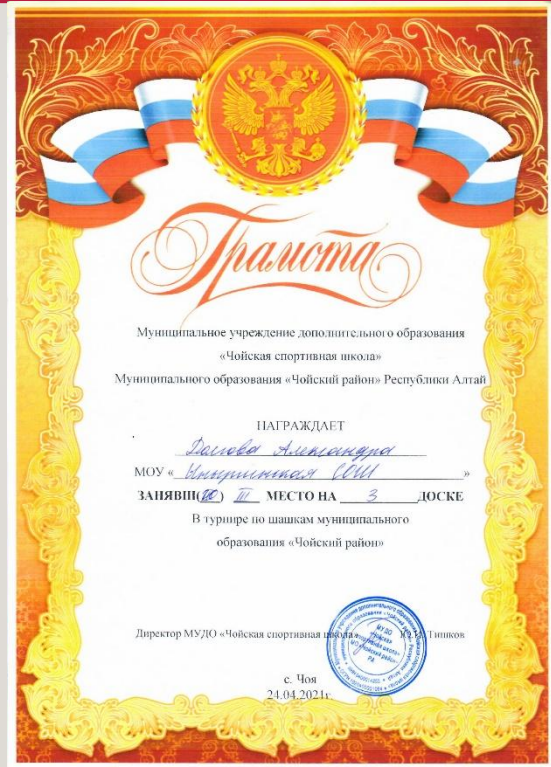 Грамота
Муниципальное учреждение дополнительного образования
«Чойская спортивная школа»
Муниципального образования «Чойский район» Республики Алтай
НАГРАЖДАЕТ
Александра
МОУ « Ыныргинская СОШ »
ЗАНЯВШ( ) III МЕСТО НА 3 ДОСКЕ
В турнире по шашкам муниципального
образования «Чойский район»
Директор МУДО «Чойская спортивная школа» Ю.И. Тишков
с. Чоя
24.04.2021г